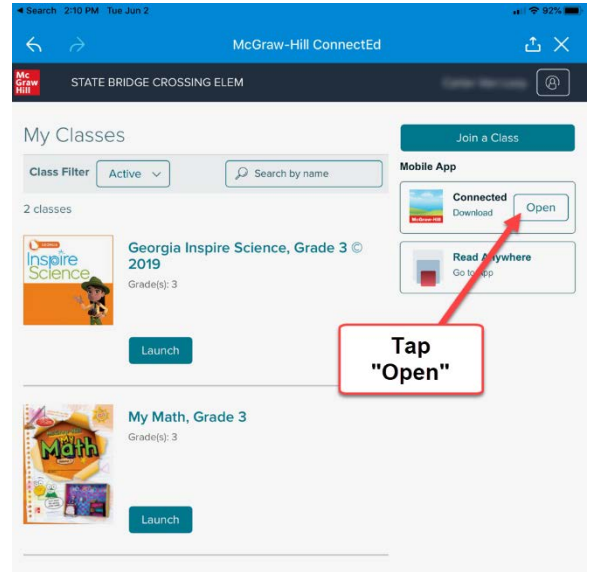 Search 2:10 PM Tue Jun 2
92%
McGraw-Hill ConnectEd
Mc
Graw
Hill
STATE BRIDGE CROSSING ELEM
My Classes
Join a Class
Class Filter
Active
Search by name
Mobile App
2 classes
Connected
Download
Open
McGraw-Hill
Inspire
Science
Georgia Inspire Science, Grade 3 ©
2019
Grade(s): 3
Read Anywhere
Go to App
Launch
Tap
"Open"
My
Math
My Math, Grade 3
Grade(s): 3
Launch